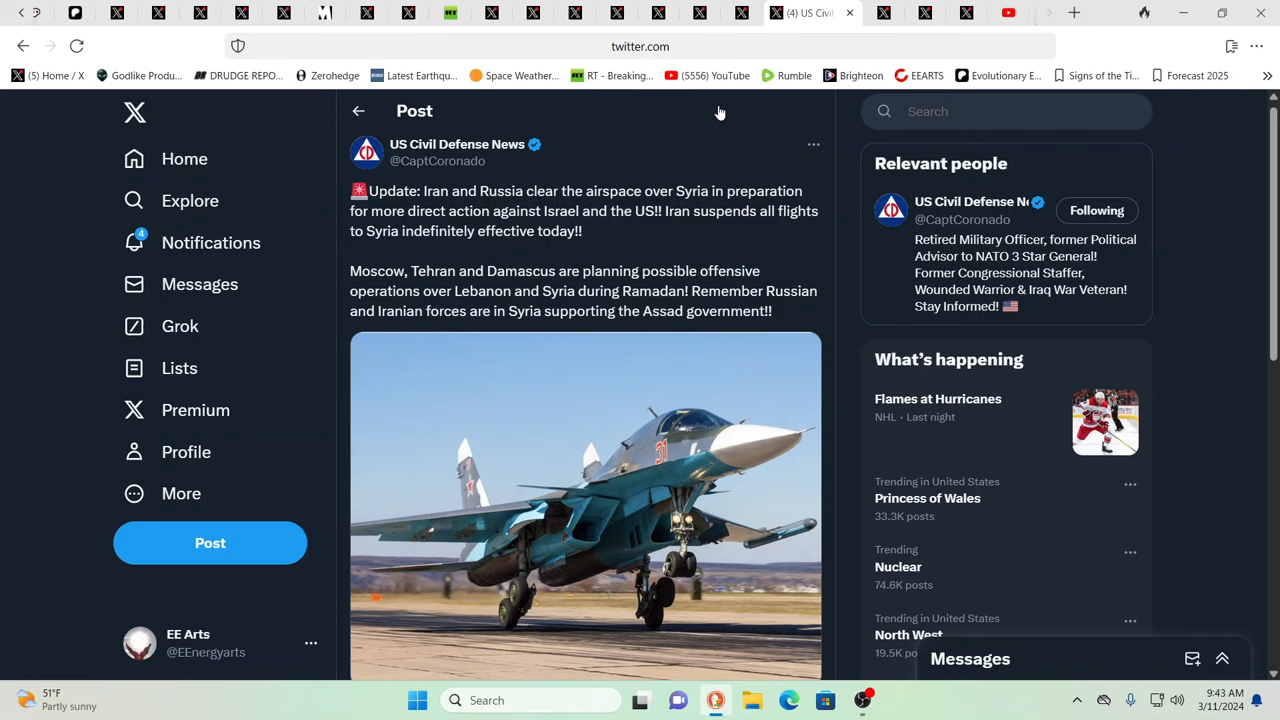 (4) US Civi
twitter.com
(5) Home / X
Godlike Produ...
DRUDGE REPO...
Zerohedge
Latest Earthqu...
Space Weather...
RT - Breaking...
(5556) YouTube
Rumble
Brighteon
EEARTS
Evolutionary E...
Signs of the Ti...
Forecast 2025
Home
Explore
4
Notifications
Messages
Grok
Lists
Premium
Profile
More
Post
EE Arts
@EEnergyarts
Post
CD
US Civil Defense News
@CaptCoronado
🚨Update: Iran and Russia clear the airspace over Syria in preparation
for more direct action against Israel and the US!! Iran suspends all flights
to Syria indefinitely effective today!!
Moscow, Tehran and Damascus are planning possible offensive
operations over Lebanon and Syria during Ramadan! Remember Russian
and Iranian forces are in Syria supporting the Assad government!!
31
Search
Relevant people
CD
US Civil Defense N
@CaptCoronado
Following
Retired Military Officer, former Political
Advisor to NATO 3 Star General!
Former Congressional Staffer,
Wounded Warrior & Iraq War Veteran!
Stay Informed! 🇺🇸
What's happening
Flames at Hurricanes
NHL · Last night
Trending in United States
Princess of Wales
33.3K posts
Trending
Nuclear
74.6K posts
Trending in United States
North West
19.5K po
Messages
51°F
Partly sunny
Search
9:43 AM
3/11/2024